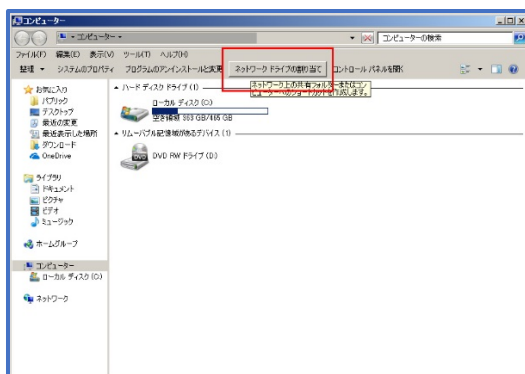 コンピューター
コンピューター
コンピューターの検索
ファイル(F) 編集(E) 表示(V) ツール(T) ヘルプ(H)
整理 システムのプロパティ プログラムのアンインストールと変更 ネットワーク ドライブの割り当て コントロール パネルを開く
ネットワーク上の共有フォルダーまたはコン
ピューターへのショートカットを作成します。
お気に入り
パブリック
デスクトップ
最近の変更
最近表示した場所
ダウンロード
OneDrive
ライブラリ
ドキュメント
ピクチャ
ビデオ
ミュージック
ホームグループ
コンピューター
ローカル ディスク (C:)
ネットワーク
ハード ディスク ドライブ (1)
ローカル ディスク (C:)
空き領域 353 GB/465 GB
リムーバブル記憶域があるデバイス (1)
DVD RW ドライブ (D:)